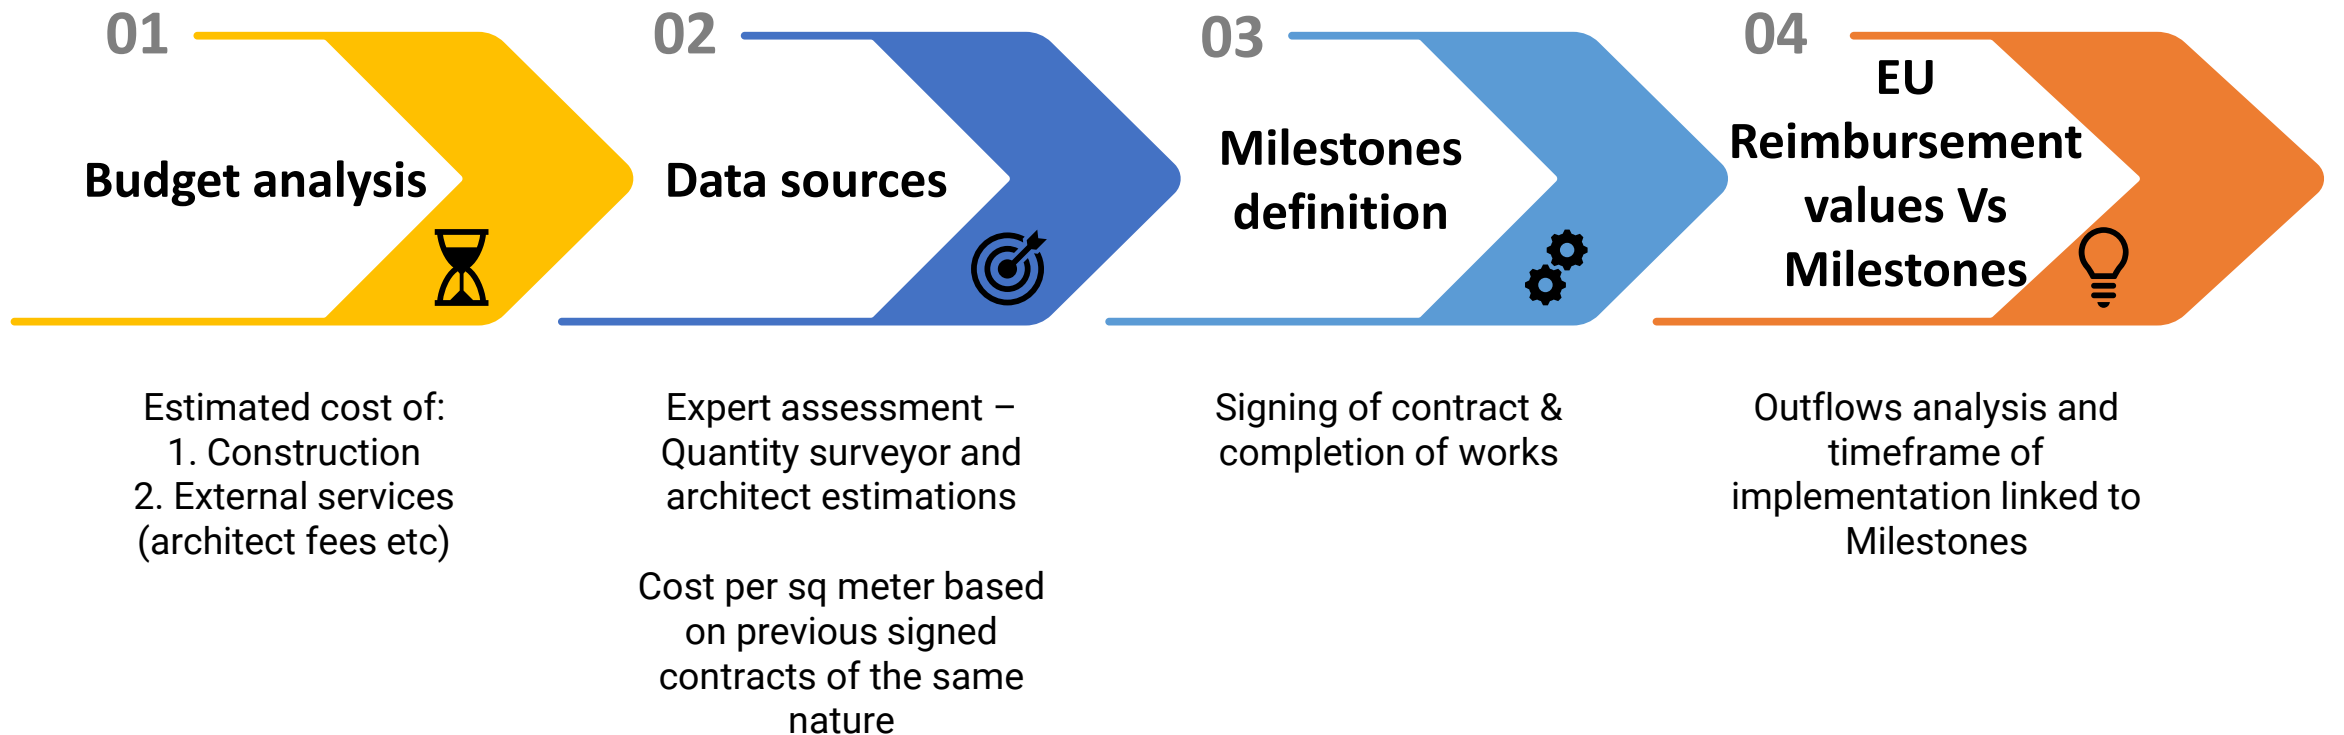 01
Budget analysis
Estimated cost of:
1. Construction
2. External services
(architect fees etc)
02
Data sources
Expert assessment –
Quantity surveyor and
architect estimations
Cost per sq meter based
on previous signed
contracts of the same
nature
03
Milestones
definition
Signing of contract &
completion of works
04
EU
Reimbursement
values Vs
Milestones
Outflows analysis and
timeframe of
implementation linked to
Milestones